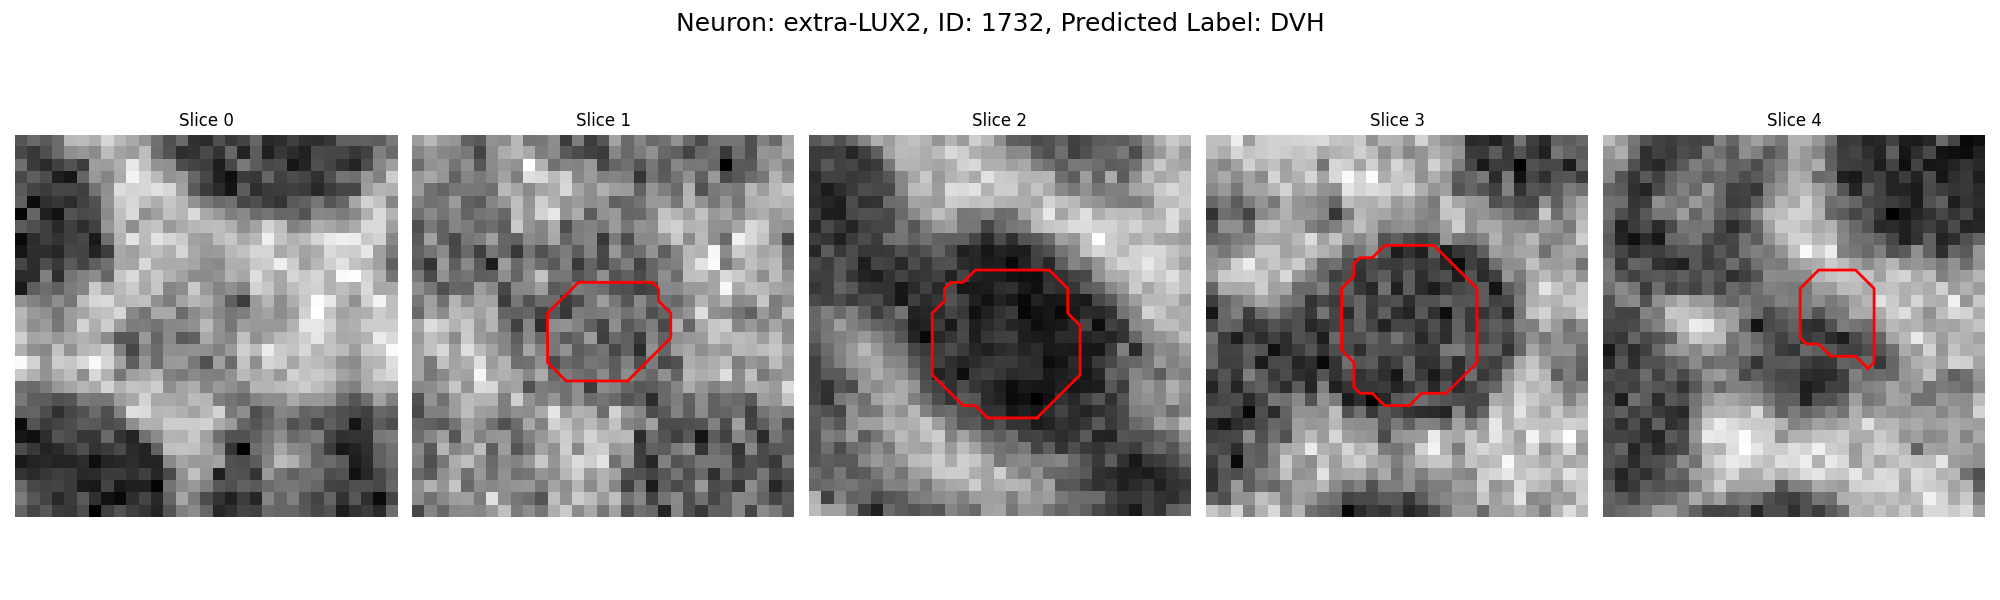 Neuron: extra-LUX2, ID: 1732, Predicted Label: DVH
Slice 0
Slice 1
Slice 2
Slice 3
Slice 4